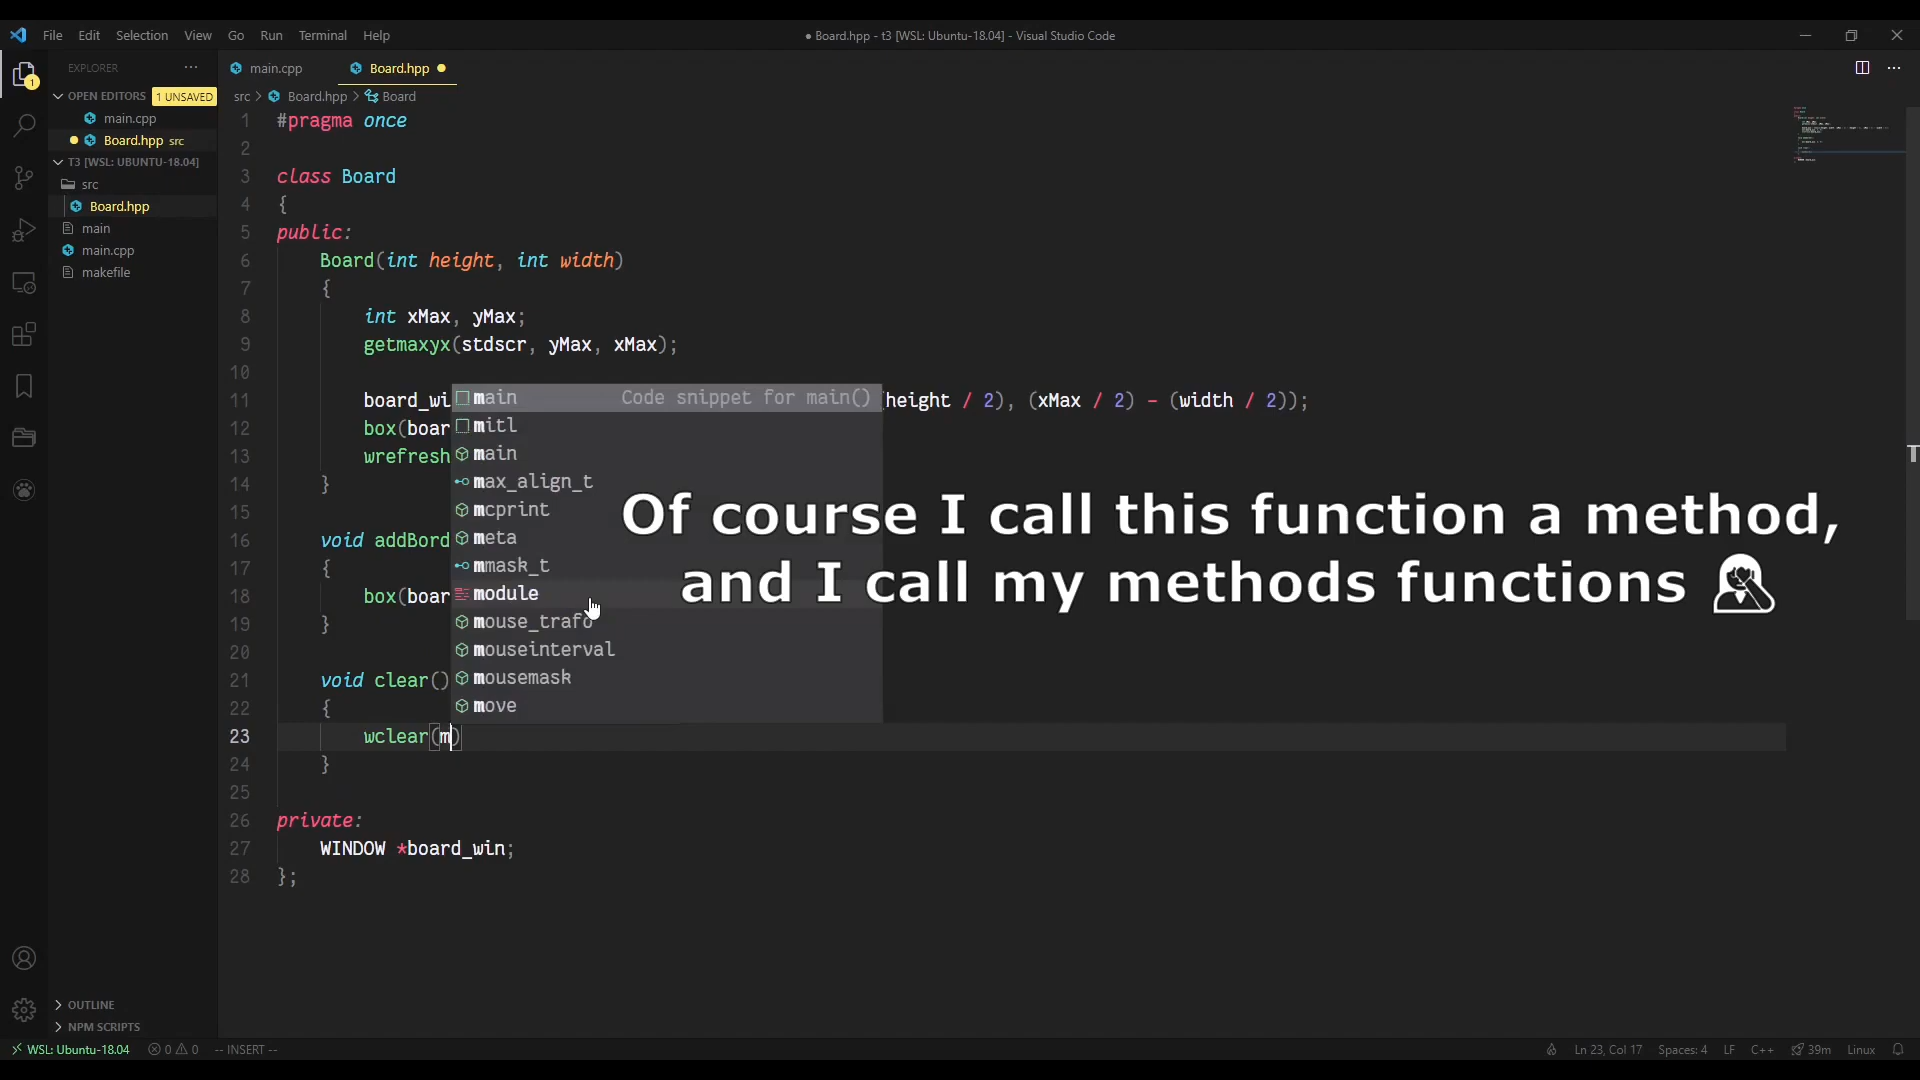 File Edit Selection View Go Run Terminal Help
● Board.hpp - t3 [WSL: Ubuntu-18.04] - Visual Studio Code
EXPLORER ···
1
OPEN EDITORS 1 UNSAVED
main.cpp
Board.hpp src
T3 [WSL: UBUNTU-18.04]
src
Board.hpp
main
main.cpp
makefile
OUTLINE
NPM SCRIPTS
main.cpp Board.hpp
src > Board.hpp > Board
1 #pragma once
2
3 class Board
4 {
5 public:
6 Board(int height, int width)
7 {
8 int xMax, yMax;
9 getmaxyx(stdscr, yMax, xMax);
10
11 board_wi height / 2), (xMax / 2) - (width / 2));
12 box(boar
13 wrefresh
14 }
15
16 void addBord
17 {
18 box(boar
19 }
20
21 void clear()
22 {
23 wclear(m)
24 }
25
26 private:
27 WINDOW *board_win;
28 };
main Code snippet for main()
mitl
main
max_align_t
mcprint
meta
mmask_t
module
mouse_trafo
mouseinterval
mousemask
move
Of course I call this function a method,
and I call my methods functions
WSL: Ubuntu-18.04 0 0 -- INSERT -- Ln 23, Col 17 Spaces: 4 LF C++ 39m Linux